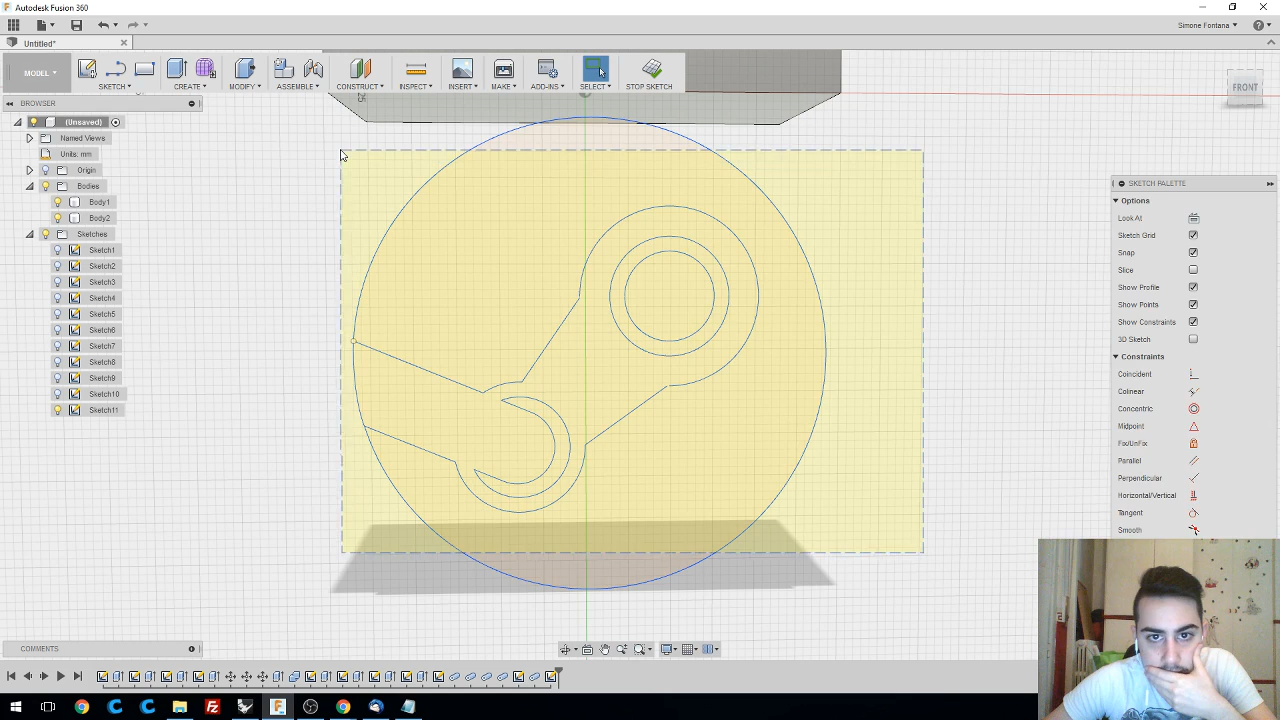 Autodesk Fusion 360
Simone Fontana
Untitled*
MODEL
SKETCH
CREATE
MODIFY
ASSEMBLE
CONSTRUCT
INSPECT
INSERT
MAKE
ADD-INS
SELECT
STOP SKETCH
FRONT
BROWSER
(Unsaved)
Named Views
Units: mm
Origin
Bodies
Body1
Body2
Sketches
Sketch1
Sketch2
Sketch3
Sketch4
Sketch5
Sketch6
Sketch7
Sketch8
Sketch9
Sketch10
Sketch11
SKETCH PALETTE
Options
Look At
Sketch Grid
Snap
Slice
Show Profile
Show Points
Show Constraints
3D Sketch
Constraints
Coincident
Colinear
Concentric
Midpoint
Fix/UnFix
Parallel
Perpendicular
Horizontal/Vertical
Tangent
Smooth
COMMENTS